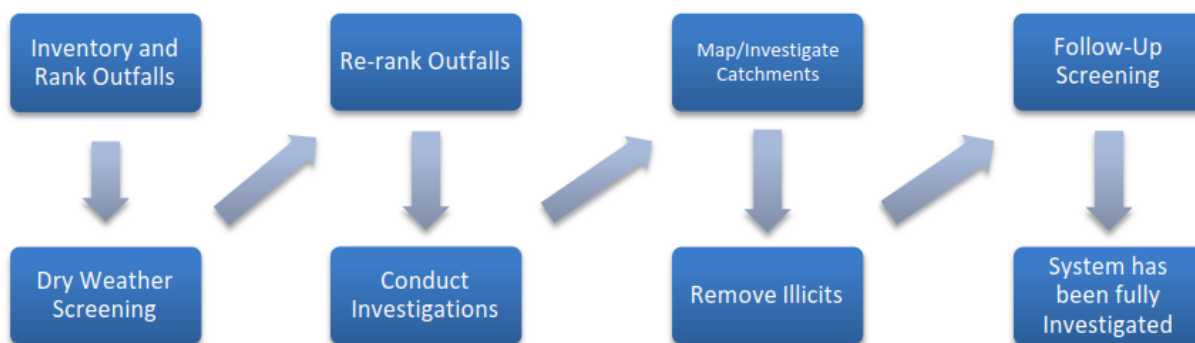 Inventory and
Rank Outfalls
Re-rank Outfalls
Map/Investigate
Catchments
Follow-Up
Screening
Dry Weather
Screening
Conduct
Investigations
Remove Illicits
System has
been fully
Investigated